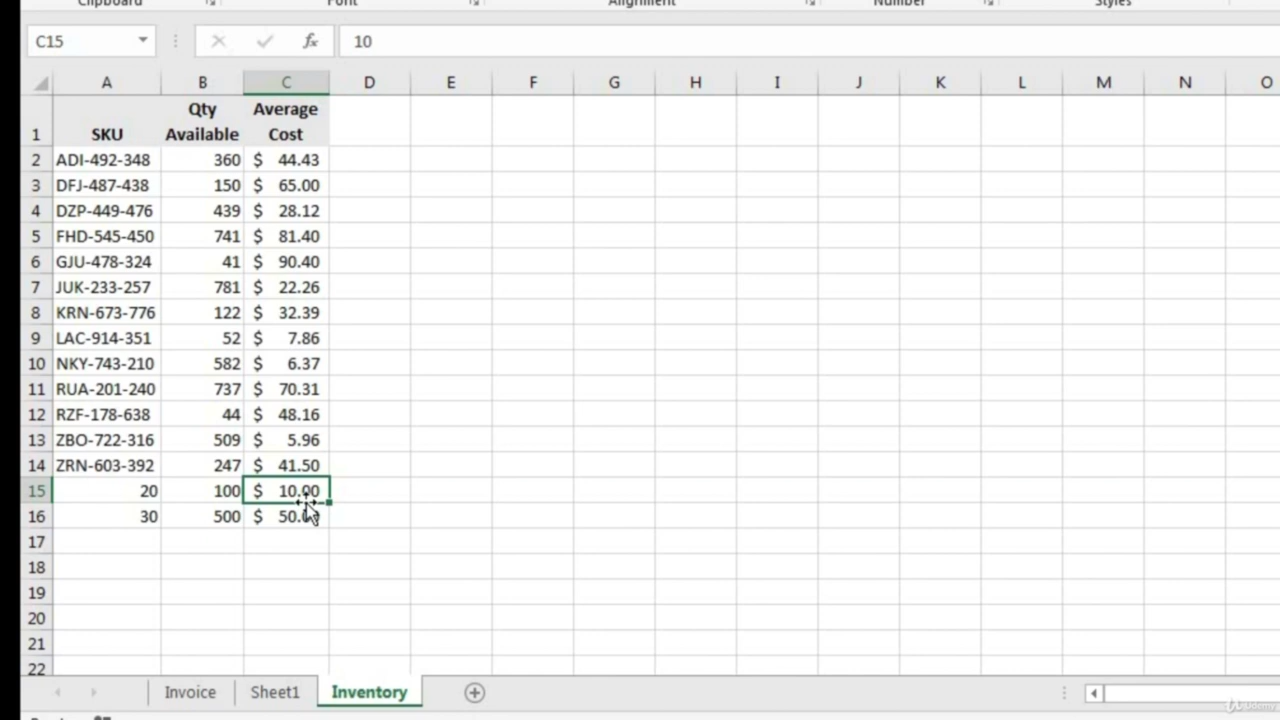 Clipboard Font Alignment Number Styles
C15 fx 10
A B C D E F G H I J K L M N O
1 SKU Qty Available Average Cost
2 ADI-492-348 360 $ 44.43
3 DFJ-487-438 150 $ 65.00
4 DZP-449-476 439 $ 28.12
5 FHD-545-450 741 $ 81.40
6 GJU-478-324 41 $ 90.40
7 JUK-233-257 781 $ 22.26
8 KRN-673-776 122 $ 32.39
9 LAC-914-351 52 $ 7.86
10 NKY-743-210 582 $ 6.37
11 RUA-201-240 737 $ 70.31
12 RZF-178-638 44 $ 48.16
13 ZBO-722-316 509 $ 5.96
14 ZRN-603-392 247 $ 41.50
15 20 100 $ 10.00
16 30 500 $ 50.00
17
18
19
20
21
22
Invoice Sheet1 Inventory
Udemy